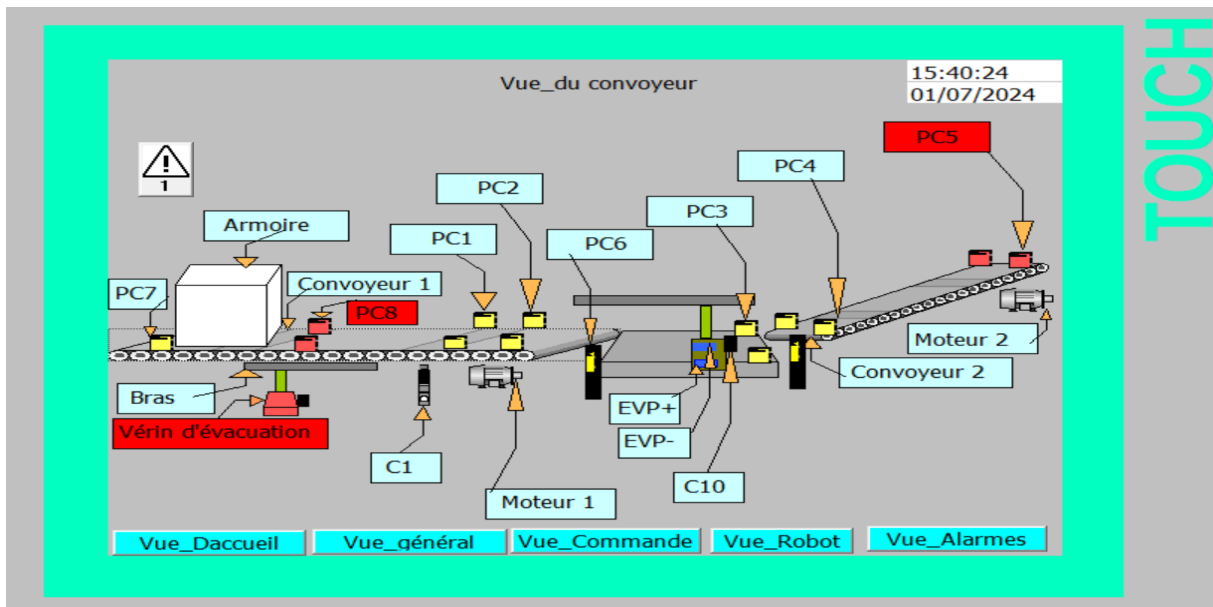 Vue_du convoyeur
15:40:24
01/07/2024
TOUCH
PC5
1
PC4
PC2
PC3
Armoire
PC1
PC6
PC7
Convoyeur 1
PC8
Moteur 2
Convoyeur 2
Bras
EVP+
Vérin d'évacuation
EVP-
C1
C10
Moteur 1
Vue_Daccueil
Vue_général
Vue_Commande
Vue_Robot
Vue_Alarmes